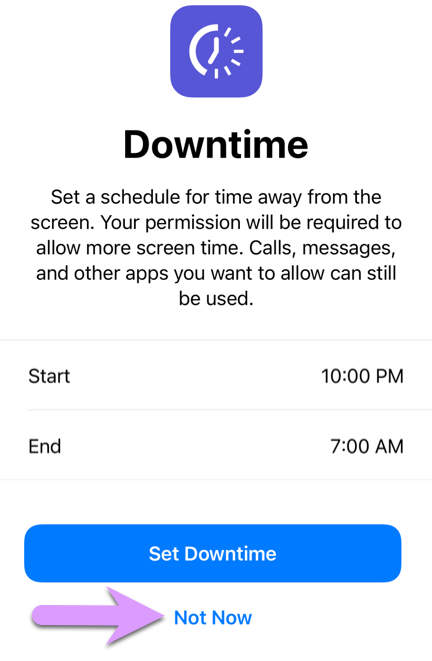 Downtime
Set a schedule for time away from the
screen. Your permission will be required to
allow more screen time. Calls, messages,
and other apps you want to allow can still
be used.
Start 10:00 PM
End 7:00 AM
Set Downtime
Not Now